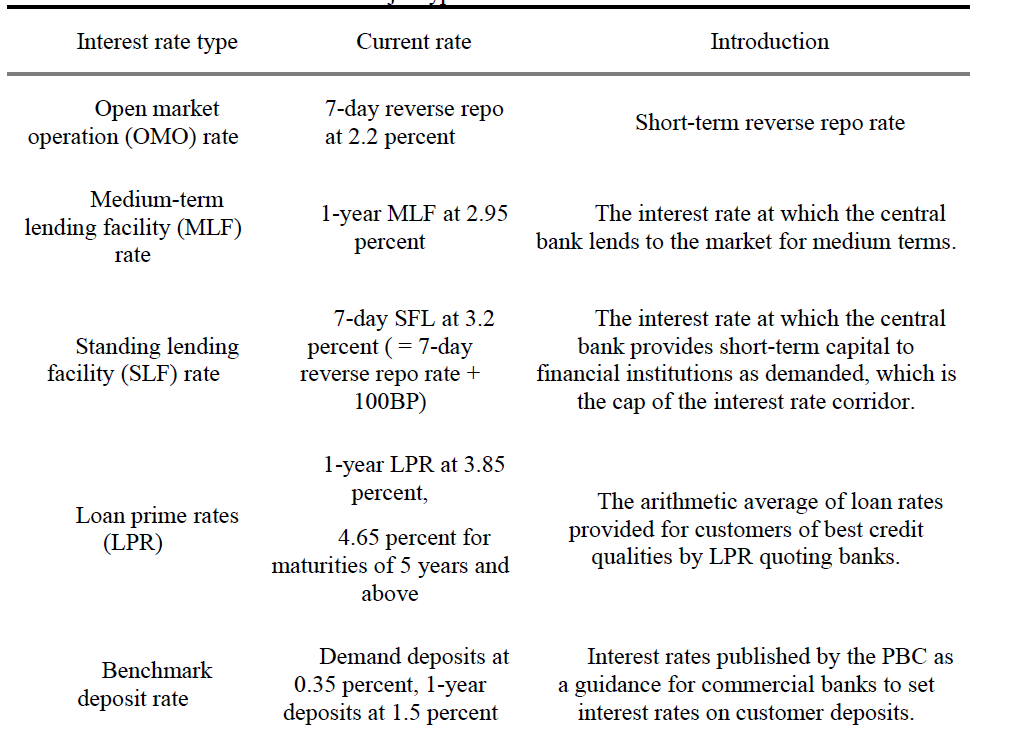 Interest rate type Current rate Introduction
Open market
operation (OMO) rate
7-day reverse repo
at 2.2 percent
Short-term reverse repo rate
Medium-term
lending facility (MLF)
rate
1-year MLF at 2.95
percent
The interest rate at which the central
bank lends to the market for medium terms.
Standing lending
facility (SLF) rate
7-day SFL at 3.2
percent ( = 7-day
reverse repo rate +
100BP)
The interest rate at which the central
bank provides short-term capital to
financial institutions as demanded, which is
the cap of the interest rate corridor.
Loan prime rates
(LPR)
1-year LPR at 3.85
percent,
4.65 percent for
maturities of 5 years and
above
The arithmetic average of loan rates
provided for customers of best credit
qualities by LPR quoting banks.
Benchmark
deposit rate
Demand deposits at
0.35 percent, 1-year
deposits at 1.5 percent
Interest rates published by the PBC as
a guidance for commercial banks to set
interest rates on customer deposits.